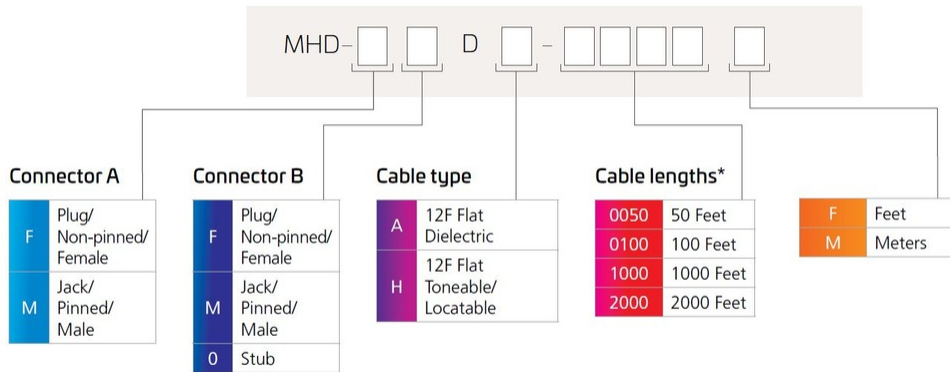 MHD- D -
Connector A
F Plug/
Non-pinned/
Female
M Jack/
Pinned/
Male
Connector B
F Plug/
Non-pinned/
Female
M Jack/
Pinned/
Male
0 Stub
Cable type
A 12F Flat
Dielectric
H 12F Flat
Toneable/
Locatable
Cable lengths*
0050 50 Feet
0100 100 Feet
1000 1000 Feet
2000 2000 Feet
F Feet
M Meters